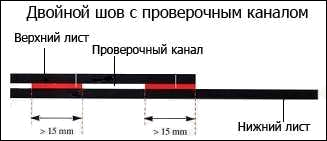 Двойной шов с проверочным каналом
Верхний лист
Проверочный канал
> 15 mm
> 15 mm
Нижний лист